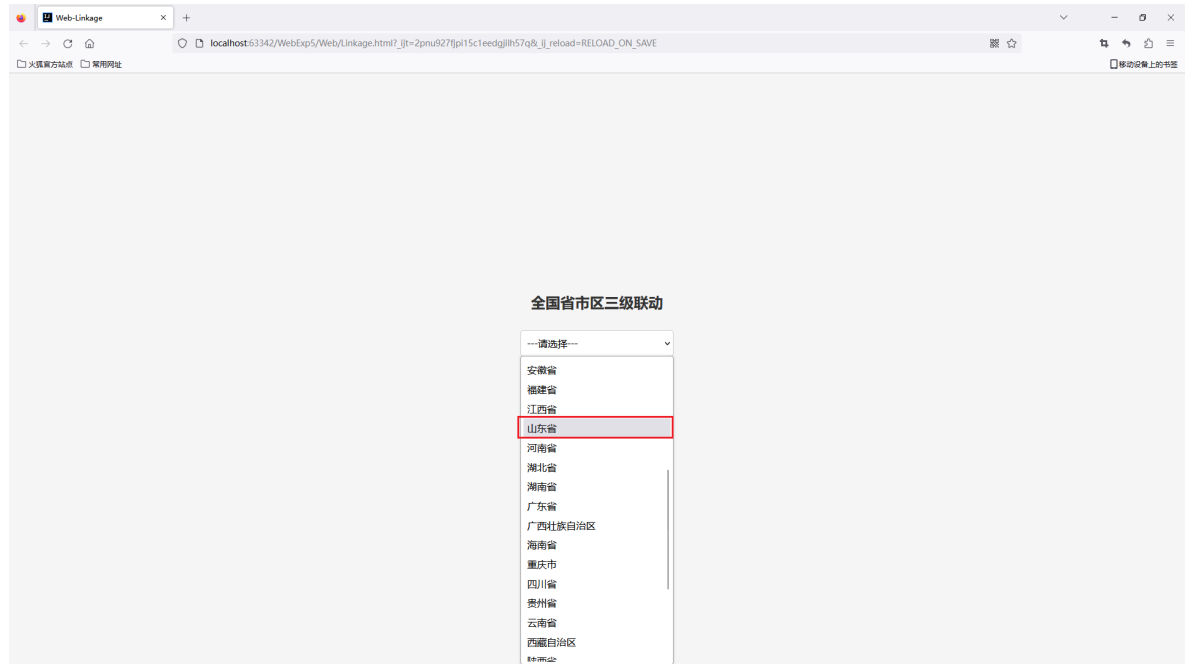 Web-Linkage
localhost:63342/WebExp5/Web/Linkage.html?_ijt=2pnu927fjpi15c1eedgjilh57q&_ij_reload=RELOAD_ON_SAVE
火狐官方站点 常用网址 移动设备上的书签
全国省市区三级联动
---请选择---
安徽省
福建省
江西省
山东省
河南省
湖北省
湖南省
广东省
广西壮族自治区
海南省
重庆市
四川省
贵州省
云南省
西藏自治区
陕西省